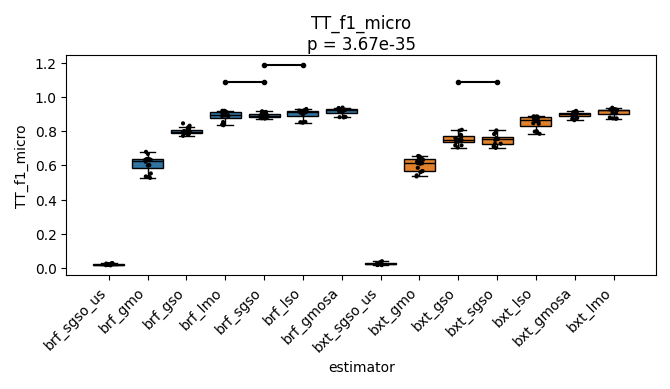 TT_f1_micro
p = 3.67e-35
TT_f1_micro
1.2
1.0
0.8
0.6
0.4
0.2
0.0
brf_sgso_us
brf_gmo
brf_gso
brf_lmo
brf_sgso
brf_lso
brf_gmosa
bxt_sgso_us
bxt_gmo
bxt_gso
bxt_sgso
bxt_lso
bxt_gmosa
bxt_lmo
estimator